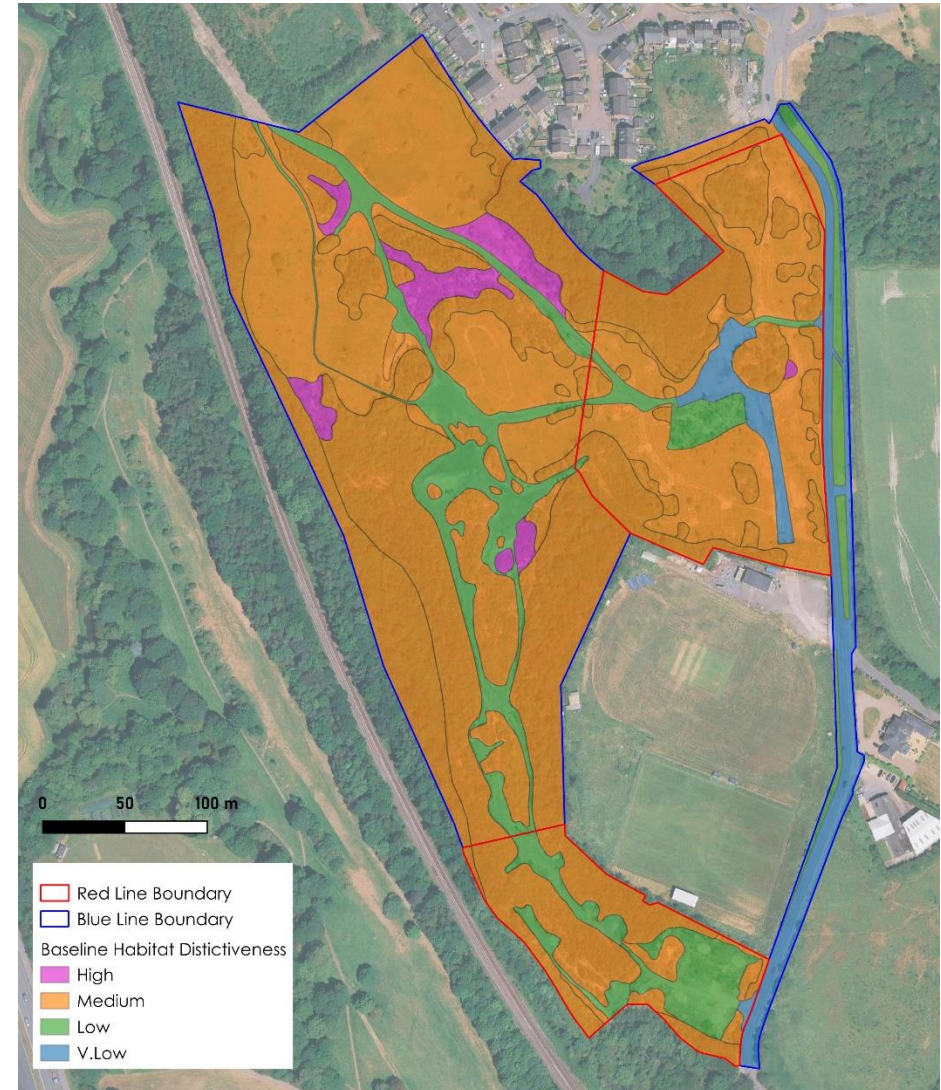 0 50 100 m
Red Line Boundary
Blue Line Boundary
Baseline Habitat Distictiveness
High
Medium
Low
V.Low